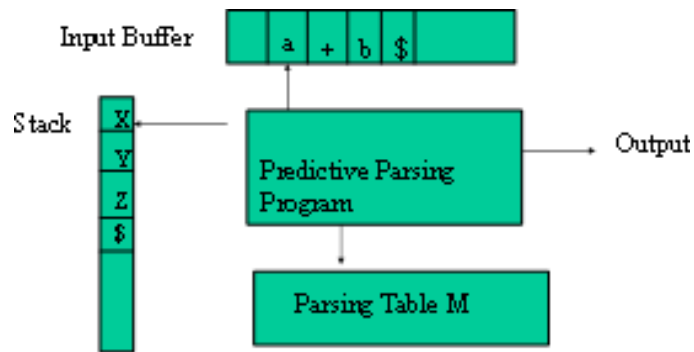 Input Buffer
a + b $
Stack
X
Y
Z
$
Predictive Parsing
Program
Output
Parsing Table M